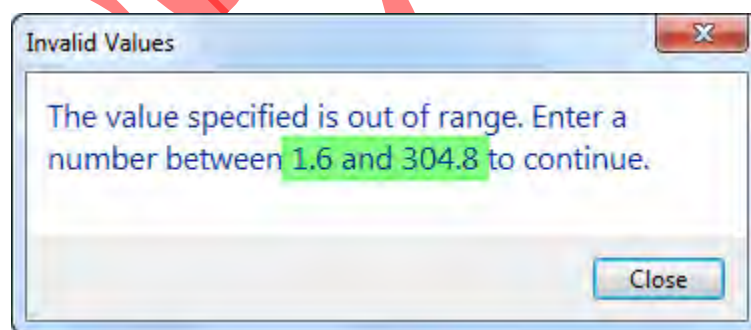 Invalid Values
The value specified is out of range. Enter a
number between 1.6 and 304.8 to continue.
Close